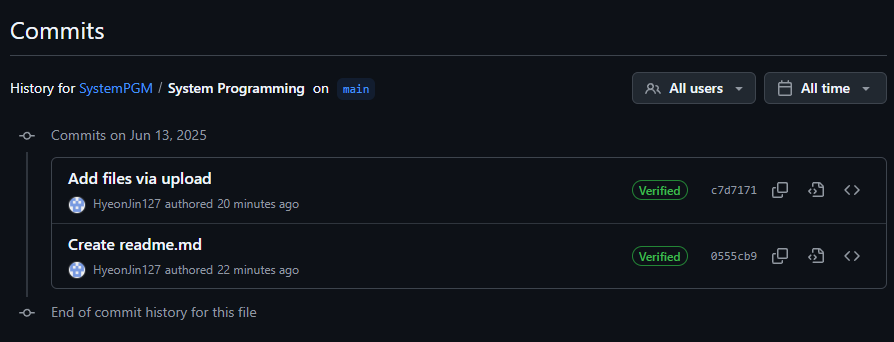 Commits
History for SystemPGM / System Programming on main
All users
All time
Commits on Jun 13, 2025
Add files via upload
HyeonJin127 authored 20 minutes ago
Verified
c7d7171
Create readme.md
HyeonJin127 authored 22 minutes ago
Verified
0555cb9
End of commit history for this file